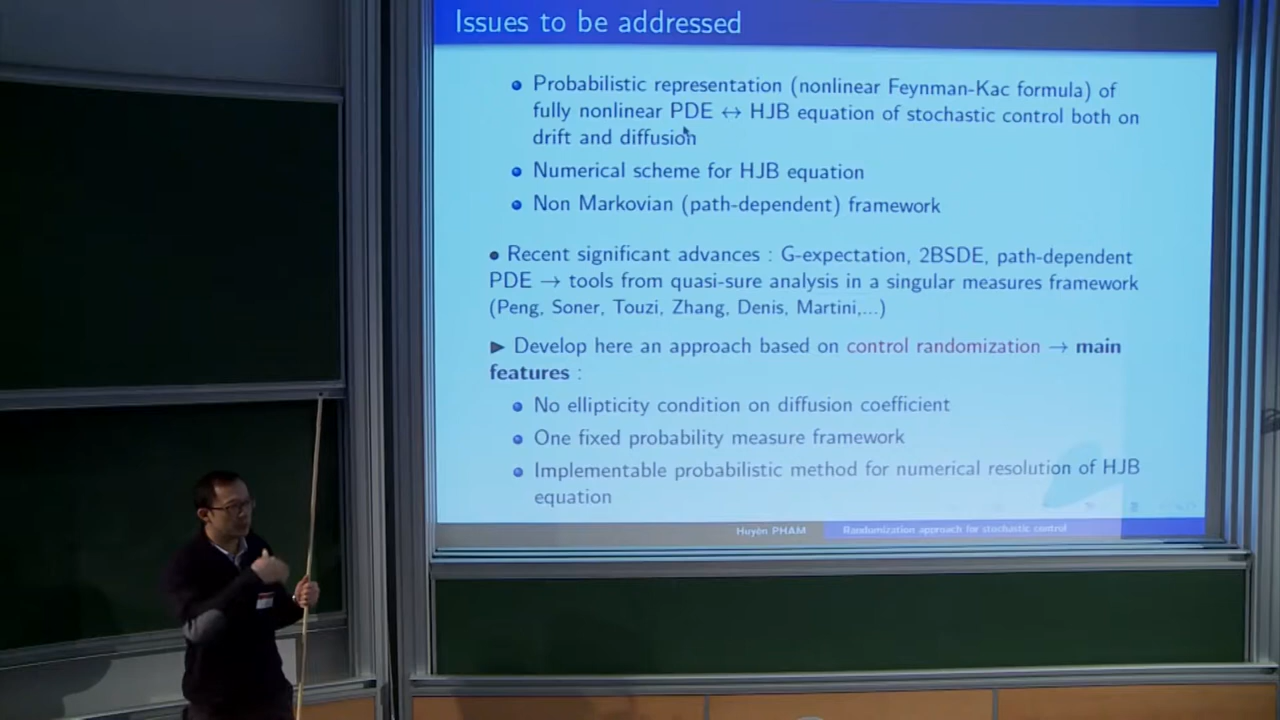 Issues to be addressed
Probabilistic representation (nonlinear Feynman-Kac formula) of
fully nonlinear PDE ↔ HJB equation of stochastic control both on
drift and diffusion
Numerical scheme for HJB equation
Non Markovian (path-dependent) framework
• Recent significant advances : G-expectation, 2BSDE, path-dependent
PDE → tools from quasi-sure analysis in a singular measures framework
(Peng, Soner, Touzi, Zhang, Denis, Martini,...)
► Develop here an approach based on control randomization → main
features :
No ellipticity condition on diffusion coefficient
One fixed probability measure framework
Implementable probabilistic method for numerical resolution of HJB
equation
Huyên PHAM Randomization approach for stochastic control